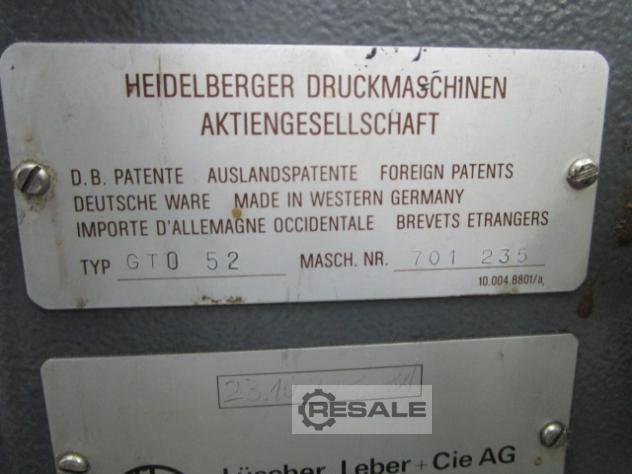 HEIDELBERGER DRUCKMASCHINEN
AKTIENGESELLSCHAFT
D.B. PATENTE AUSLANDSPATENTE FOREIGN PATENTS
DEUTSCHE WARE MADE IN WESTERN GERMANY
IMPORTE D'ALLEMAGNE OCCIDENTALE BREVETS ETRANGERS
TYP GTO 52 MASCH. NR. 701 235
10.004.8801/a
RESALE
Lüscher, Leber + Cie AG